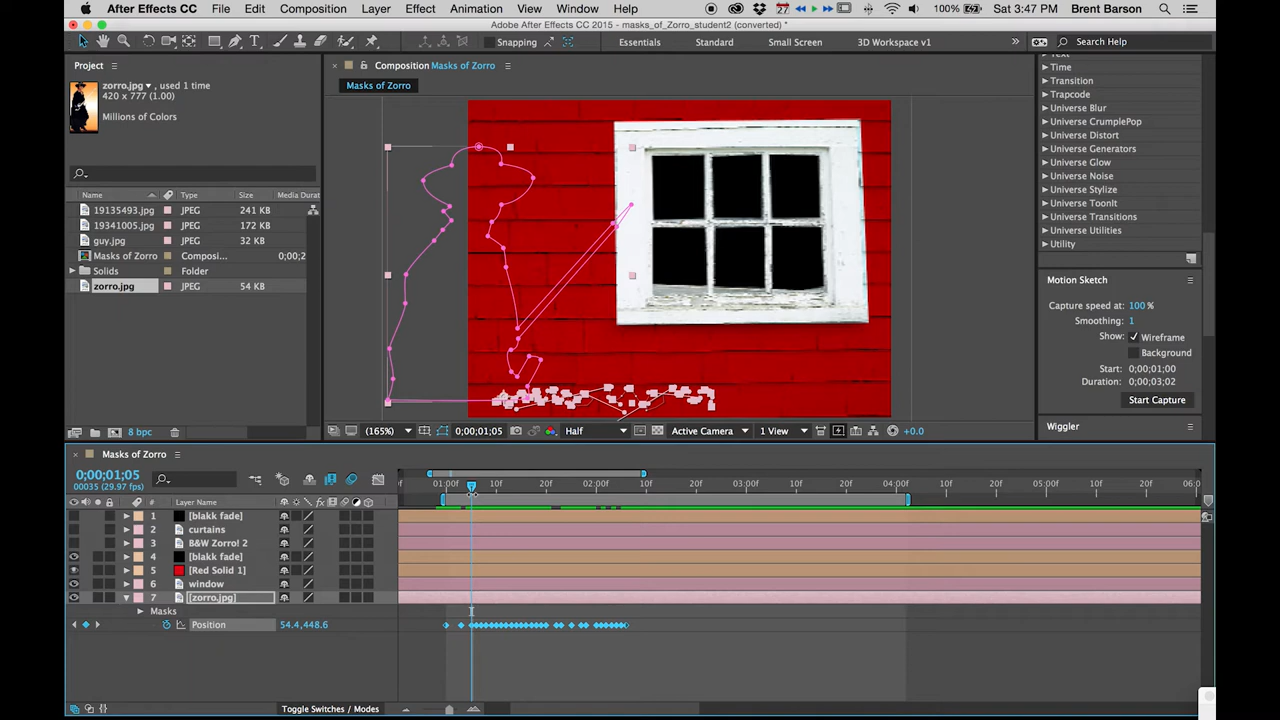 After Effects CC File Edit Composition Layer Effect Animation View Window Help 27 100% Sat 3:47 PM Brent Barson
Adobe After Effects CC 2015 - masks_of_Zorro_student2 (converted) *
Snapping Essentials Standard Small Screen 3D Workspace v1 Search Help
Project
zorro.jpg , used 1 time
420 x 777 (1.00)
Millions of Colors
Name Type Size Media Durat
19135493.jpg JPEG 241 KB
19341005.jpg JPEG 172 KB
guy.jpg JPEG 32 KB
Masks of Zorro Composi... 0;00;2
Solids Folder
zorro.jpg JPEG 54 KB
8 bpc
Composition Masks of Zorro
Masks of Zorro
(165%) 0;00;01;05 Half Active Camera 1 View +0.0
Text
Time
Transition
Trapcode
Universe Blur
Universe CrumplePop
Universe Distort
Universe Generators
Universe Glow
Universe Noise
Universe Stylize
Universe ToonIt
Universe Transitions
Universe Utilities
Utility
Motion Sketch
Capture speed at: 100 %
Smoothing: 1
Show: Wireframe
Background
Start: 0;00;01;00
Duration: 0;00;03;02
Start Capture
Wiggler
Masks of Zorro
0;00;01;05
00035 (29.97 fps)
0f 01:00f 10f 20f 02:00f 10f 20f 03:00f 10f 20f 04:00f 10f 20f 05:00f 10f 20f 06:0
# Layer Name fx
1 [blakk fade]
2 curtains
3 B&W Zorro! 2
4 [blakk fade]
5 [Red Solid 1]
6 window
7 [zorro.jpg]
Masks
Position 54.4,448.6
Toggle Switches / Modes